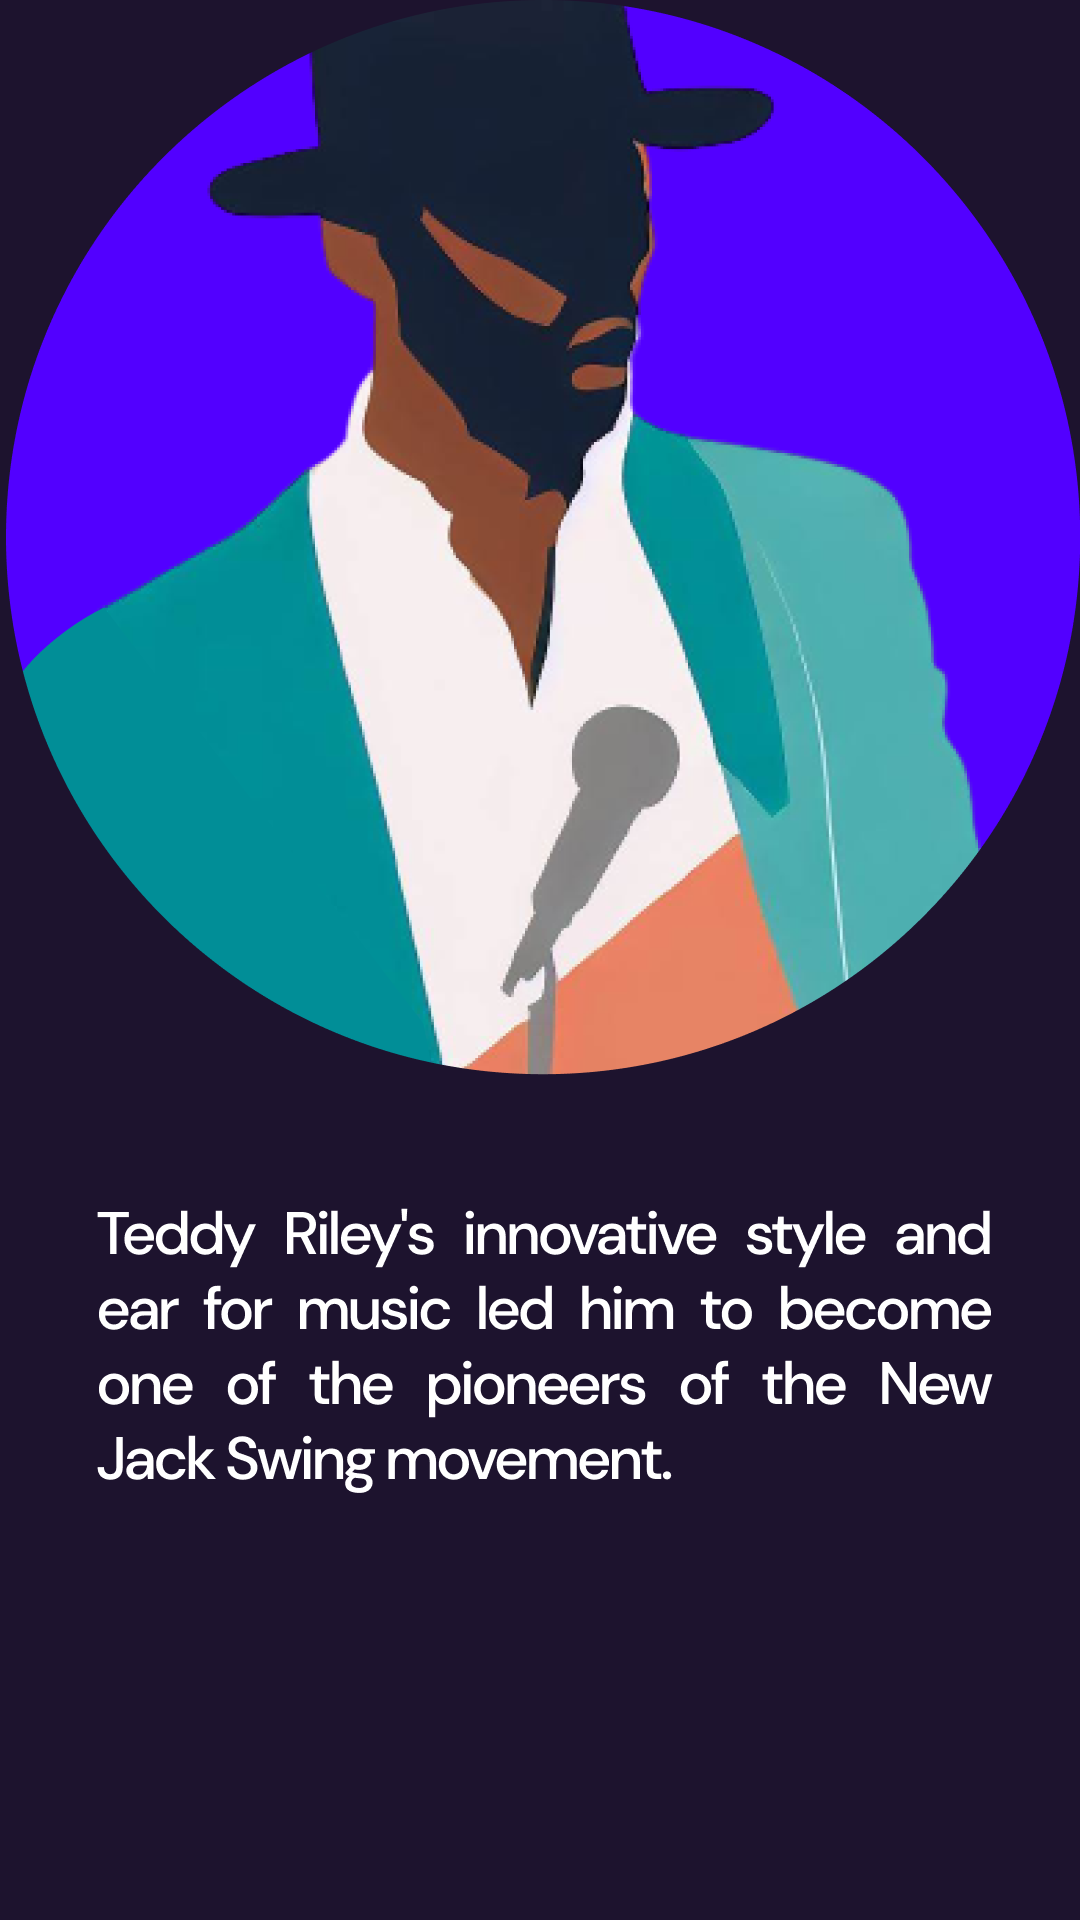 Teddy Riley's innovative style and
ear for music led him to become
one of the pioneers of the New
Jack Swing movement.